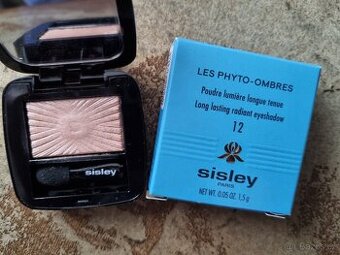 sisley
LES PHYTO-OMBRES
Poudre lumière longue tenue
Long lasting radiant eyeshadow
12
sisley
PARIS
NET WT. 0.05 OZ. 1,5 g